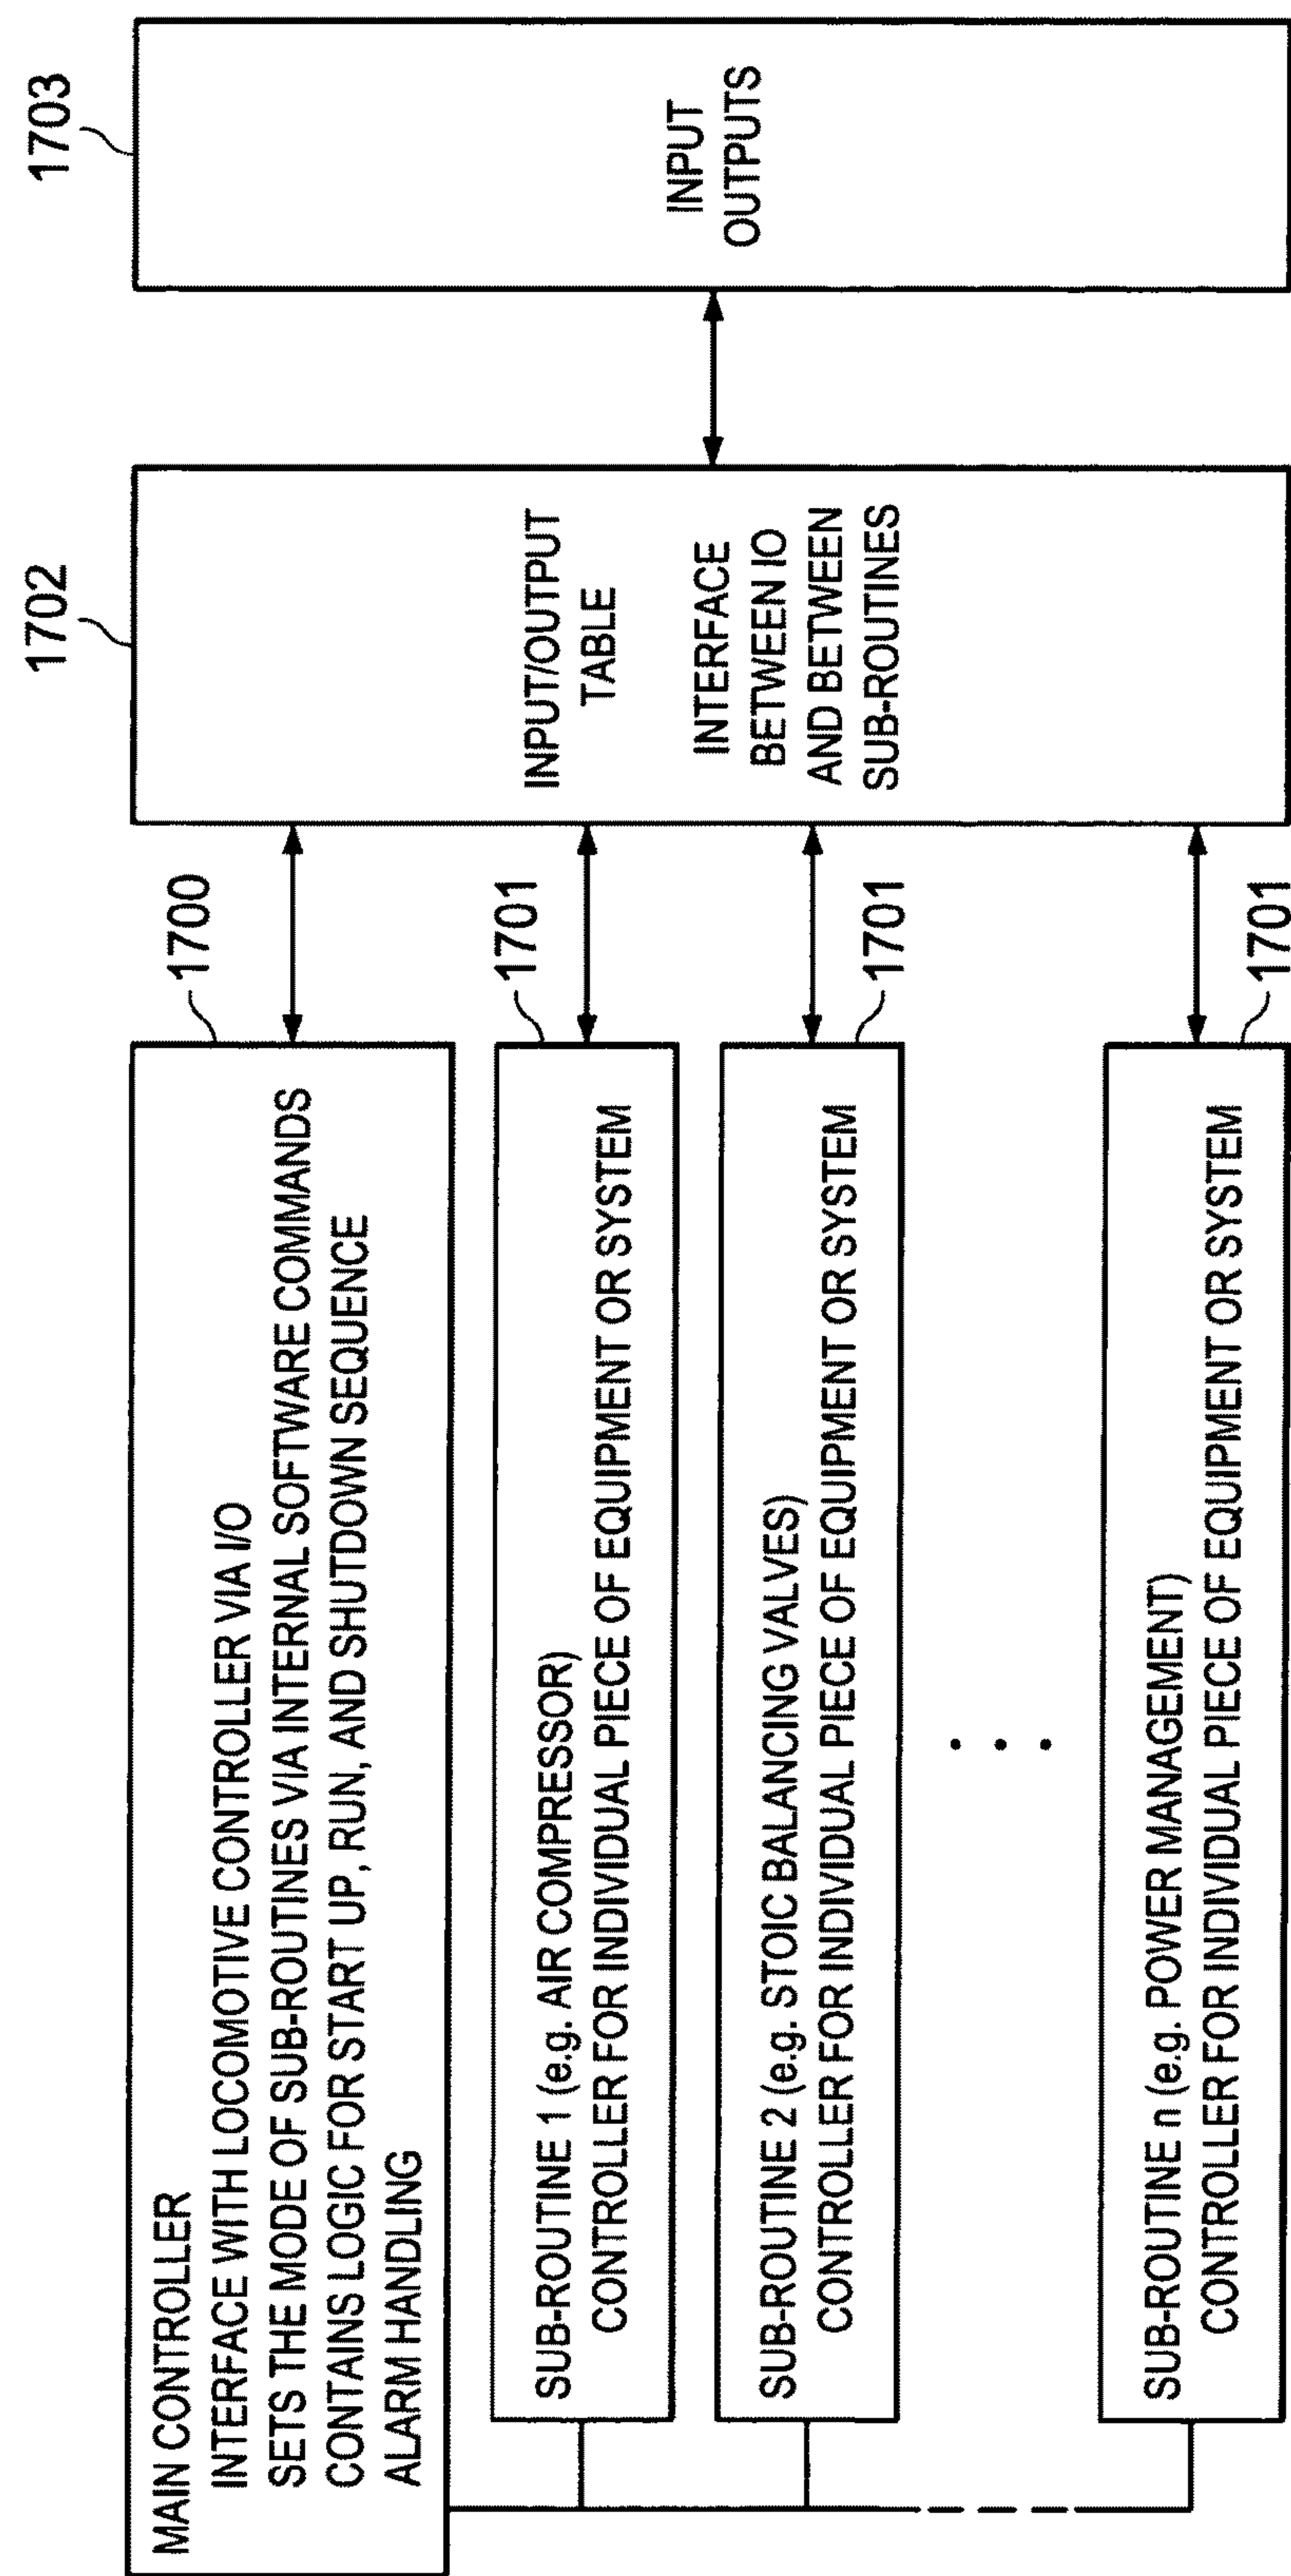 1700
MAIN CONTROLLER
INTERFACE WITH LOCOMOTIVE CONTROLLER VIA I/O
SETS THE MODE OF SUB-ROUTINES VIA INTERNAL SOFTWARE COMMANDS
CONTAINS LOGIC FOR START UP, RUN, AND SHUTDOWN SEQUENCE
ALARM HANDLING
1701
SUB-ROUTINE 1 (e.g. AIR COMPRESSOR)
CONTROLLER FOR INDIVIDUAL PIECE OF EQUIPMENT OR SYSTEM
1701
SUB-ROUTINE 2 (e.g. STOIC BALANCING VALVES)
CONTROLLER FOR INDIVIDUAL PIECE OF EQUIPMENT OR SYSTEM
• • •
1701
SUB-ROUTINE n (e.g. POWER MANAGEMENT)
CONTROLLER FOR INDIVIDUAL PIECE OF EQUIPMENT OR SYSTEM
1702
INPUT/OUTPUT
TABLE
INTERFACE
BETWEEN IO
AND BETWEEN
SUB-ROUTINES
1703
INPUT
OUTPUTS